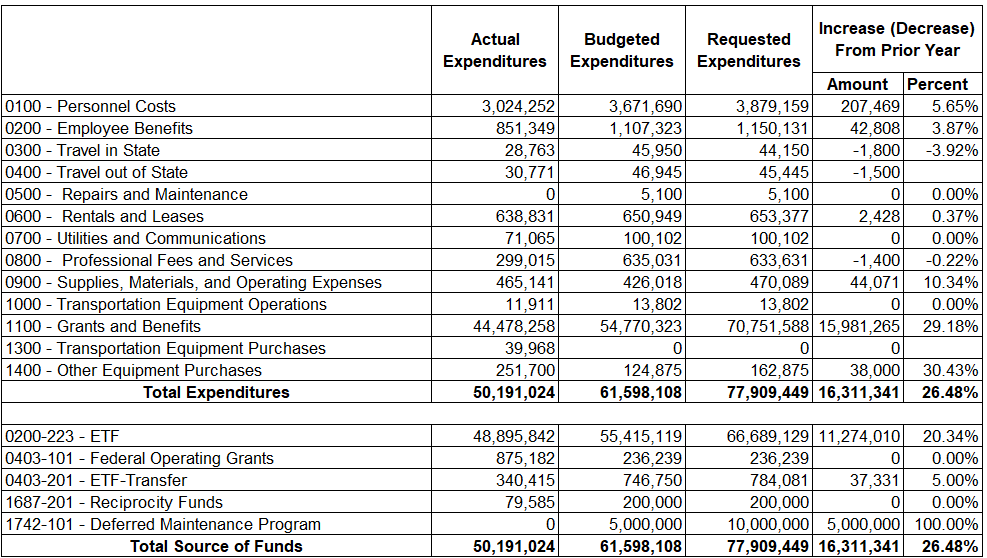 Actual Expenditures Budgeted Expenditures Requested Expenditures Increase (Decrease) From Prior Year
Amount Percent
0100 - Personnel Costs 3,024,252 3,671,690 3,879,159 207,469 5.65%
0200 - Employee Benefits 851,349 1,107,323 1,150,131 42,808 3.87%
0300 - Travel in State 28,763 45,950 44,150 -1,800 -3.92%
0400 - Travel out of State 30,771 46,945 45,445 -1,500
0500 - Repairs and Maintenance 0 5,100 5,100 0 0.00%
0600 - Rentals and Leases 638,831 650,949 653,377 2,428 0.37%
0700 - Utilities and Communications 71,065 100,102 100,102 0 0.00%
0800 - Professional Fees and Services 299,015 635,031 633,631 -1,400 -0.22%
0900 - Supplies, Materials, and Operating Expenses 465,141 426,018 470,089 44,071 10.34%
1000 - Transportation Equipment Operations 11,911 13,802 13,802 0 0.00%
1100 - Grants and Benefits 44,478,258 54,770,323 70,751,588 15,981,265 29.18%
1300 - Transportation Equipment Purchases 39,968 0 0 0
1400 - Other Equipment Purchases 251,700 124,875 162,875 38,000 30.43%
Total Expenditures 50,191,024 61,598,108 77,909,449 16,311,341 26.48%
0200-223 - ETF 48,895,842 55,415,119 66,689,129 11,274,010 20.34%
0403-101 - Federal Operating Grants 875,182 236,239 236,239 0 0.00%
0403-201 - ETF-Transfer 340,415 746,750 784,081 37,331 5.00%
1687-201 - Reciprocity Funds 79,585 200,000 200,000 0 0.00%
1742-101 - Deferred Maintenance Program 0 5,000,000 10,000,000 5,000,000 100.00%
Total Source of Funds 50,191,024 61,598,108 77,909,449 16,311,341 26.48%